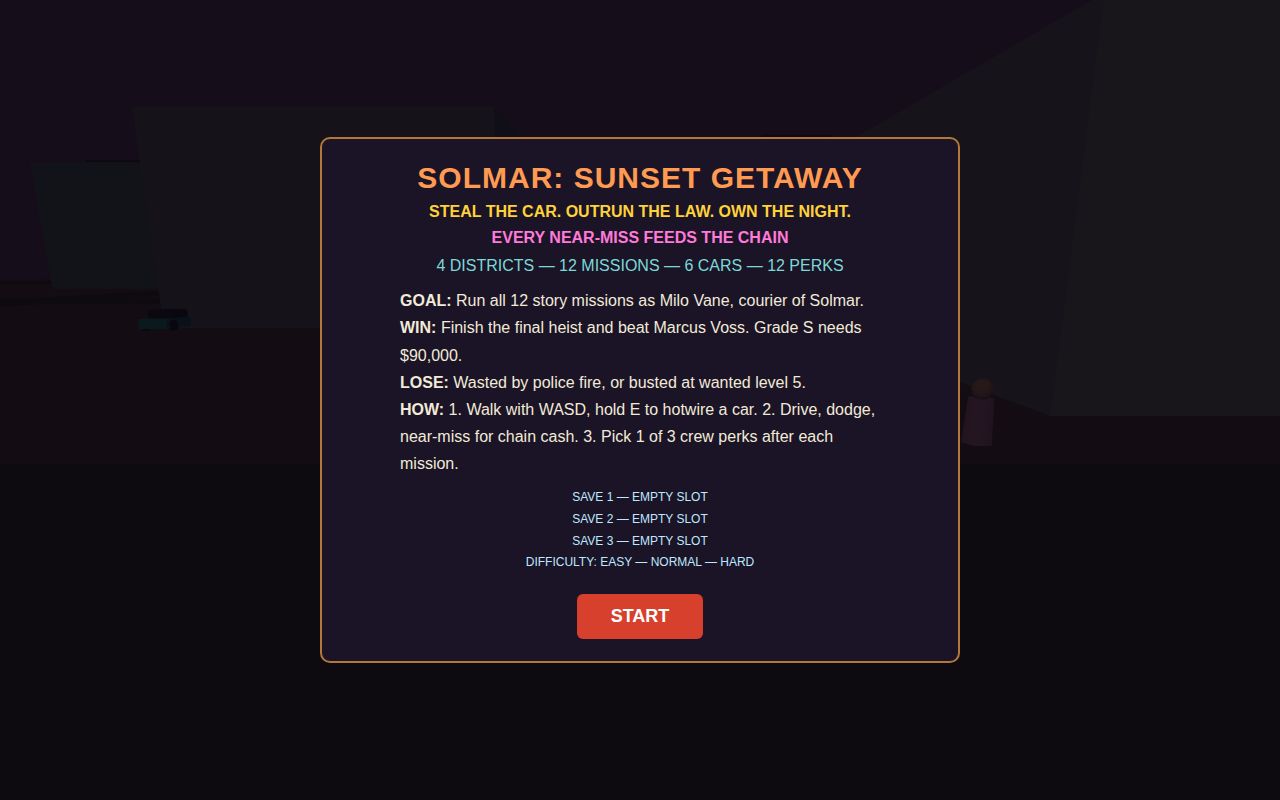 SOLMAR: SUNSET GETAWAY
STEAL THE CAR. OUTRUN THE LAW. OWN THE NIGHT.
EVERY NEAR-MISS FEEDS THE CHAIN
4 DISTRICTS — 12 MISSIONS — 6 CARS — 12 PERKS
GOAL: Run all 12 story missions as Milo Vane, courier of Solmar.
WIN: Finish the final heist and beat Marcus Voss. Grade S needs
$90,000.
LOSE: Wasted by police fire, or busted at wanted level 5.
HOW: 1. Walk with WASD, hold E to hotwire a car. 2. Drive, dodge,
near-miss for chain cash. 3. Pick 1 of 3 crew perks after each
mission.
SAVE 1 — EMPTY SLOT
SAVE 2 — EMPTY SLOT
SAVE 3 — EMPTY SLOT
DIFFICULTY: EASY — NORMAL — HARD
START